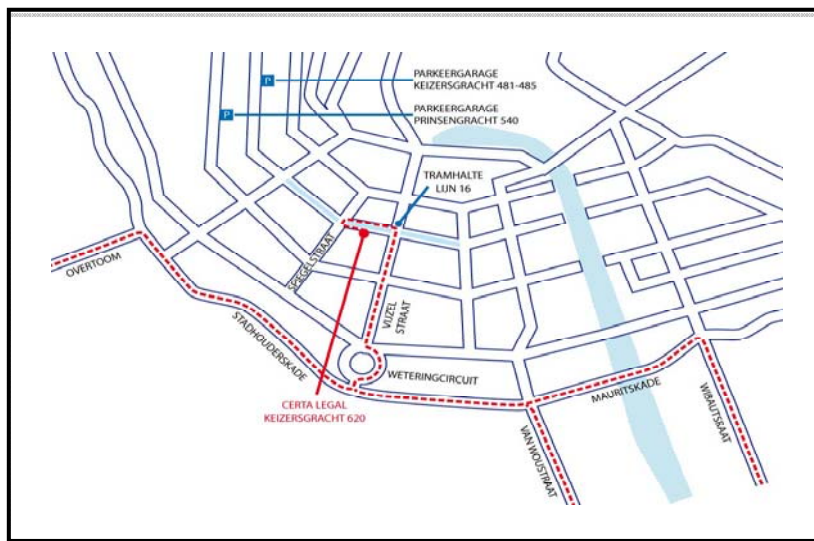 P
PARKEERGARAGE
KEIZERSGRACHT 481-485
P
PARKEERGARAGE
PRINSENGRACHT 540
TRAMHALTE
LIJN 16
SPIEGELSTRAAT
OVERTOOM
VIJZEL
STRAAT
STADHOUDERSKADE
WETERINGCIRCUIT
MAURITSKADE
WIBAUTSRAAT
CERTA LEGAL
KEIZERSGRACHT 620
VAN WOUSTRAAT